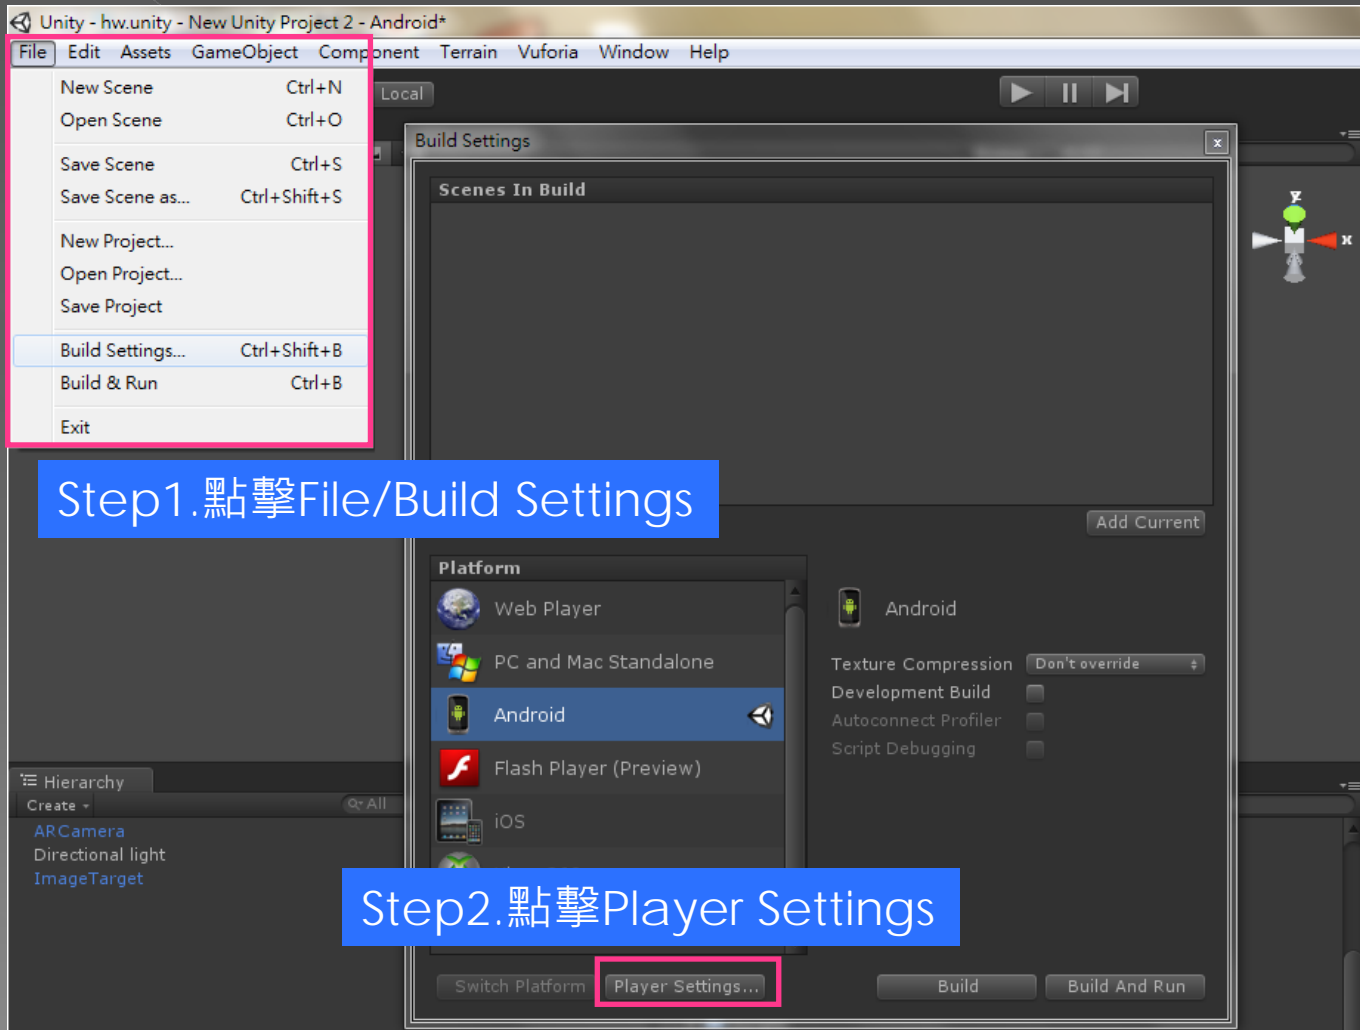 Unity - hw.unity - New Unity Project 2 - Android*
File Edit Assets GameObject Component Terrain Vuforia Window Help
New Scene Ctrl+N
Open Scene Ctrl+O
Save Scene Ctrl+S
Save Scene as... Ctrl+Shift+S
New Project...
Open Project...
Save Project
Build Settings... Ctrl+Shift+B
Build & Run Ctrl+B
Exit
Local
z
x
Build Settings
Scenes In Build
Step1.點擊File/Build Settings
Add Current
Platform
Web Player
PC and Mac Standalone
Android
Flash Player (Preview)
iOS
Android
Texture Compression Don't override
Development Build
Autoconnect Profiler
Script Debugging
Hierarchy
Create All
ARCamera
Directional light
ImageTarget
Step2.點擊Player Settings
Switch Platform Player Settings... Build Build And Run